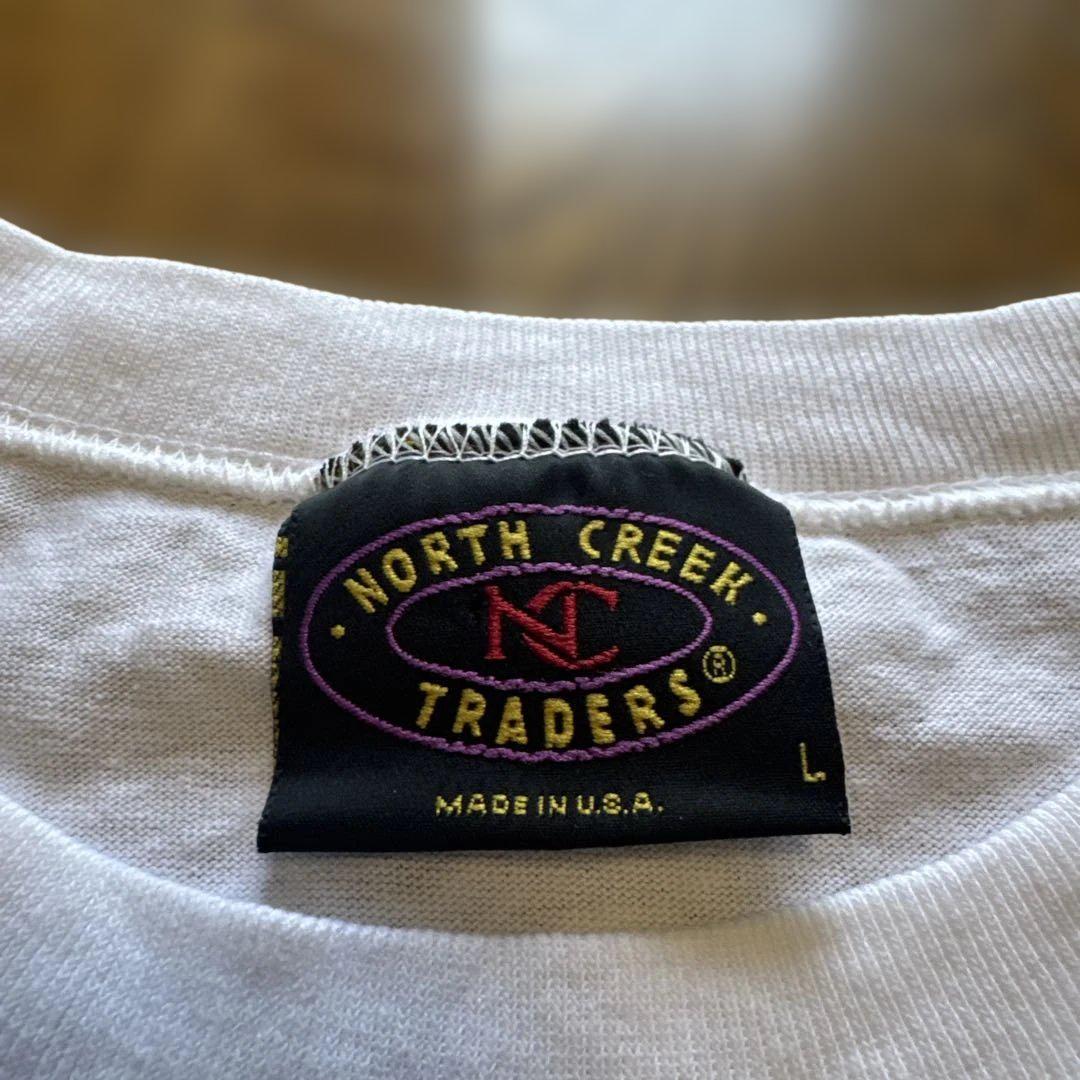 NORTH CREEK
NC
TRADERS®
L
MADE IN U.S.A.